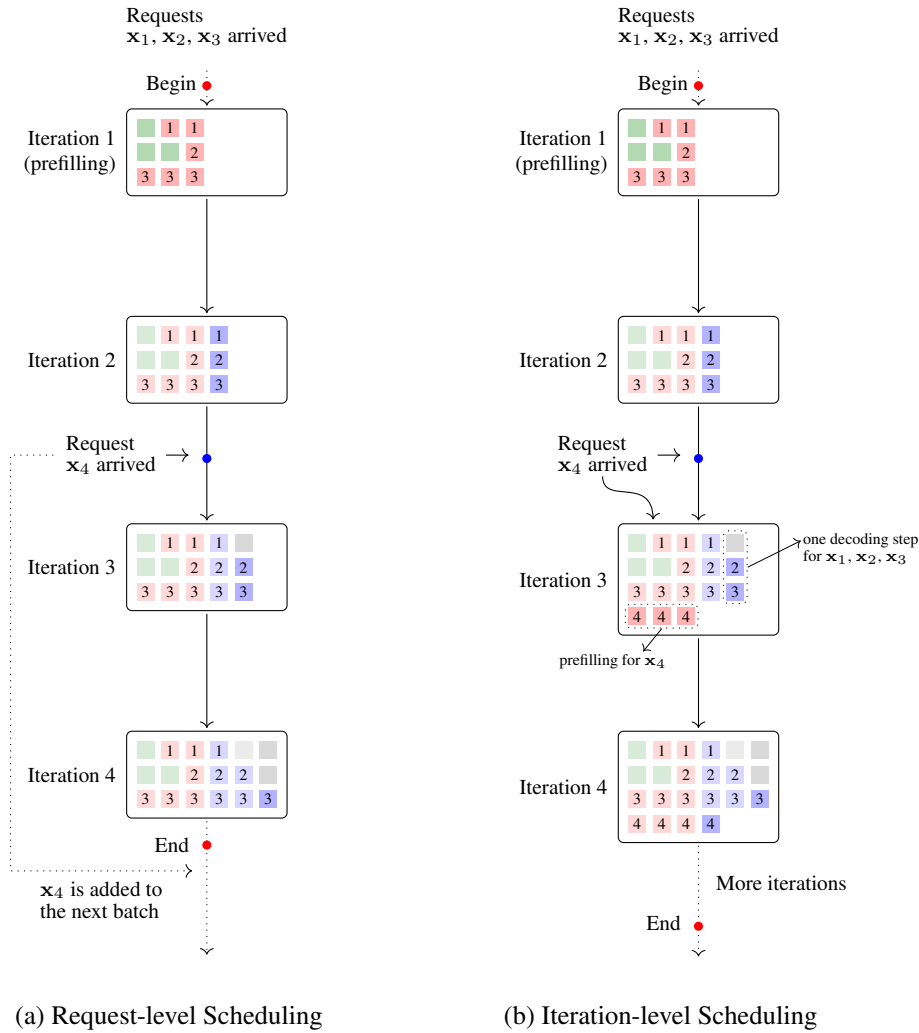 Requests
x₁, x₂, x₃ arrived
Begin
Iteration 1
(prefilling)
1 1
2
3 3 3
Iteration 2
1 1 1
2 2
3 3 3 3
Request
x₄ arrived
Iteration 3
1 1 1
2 2 2
3 3 3 3 3
Iteration 4
1 1 1
2 2 2
3 3 3 3 3 3
End
x₄ is added to
the next batch
(a) Request-level Scheduling
Requests
x₁, x₂, x₃ arrived
Begin
Iteration 1
(prefilling)
1 1
2
3 3 3
Iteration 2
1 1 1
2 2
3 3 3 3
Request
x₄ arrived
Iteration 3
1 1 1
2 2 2
3 3 3 3 3
4 4 4
one decoding step
for x₁, x₂, x₃
prefilling for x₄
Iteration 4
1 1 1
2 2 2
3 3 3 3 3 3
4 4 4 4
More iterations
End
(b) Iteration-level Scheduling